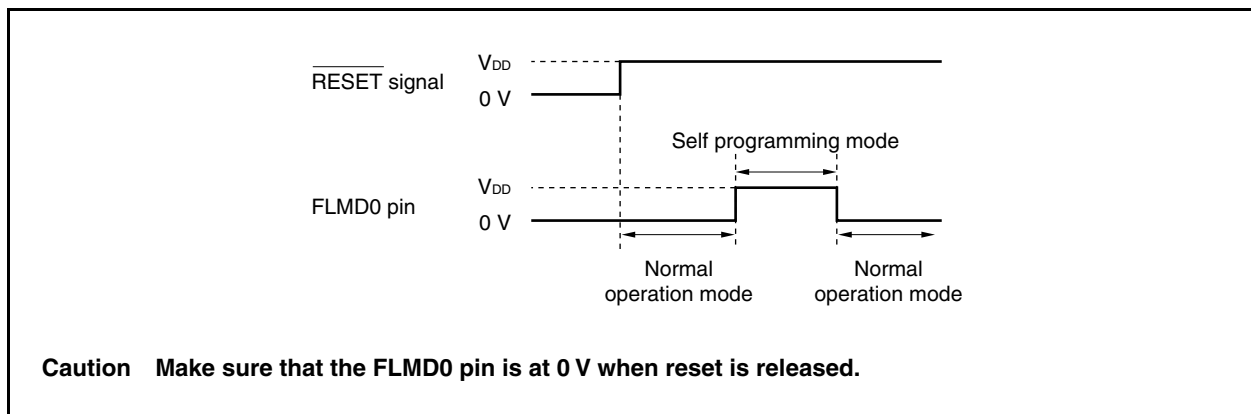 VDD
RESET signal
0 V
Self programming mode
VDD
FLMD0 pin
0 V
Normal operation mode
Normal operation mode
Caution Make sure that the FLMD0 pin is at 0 V when reset is released.